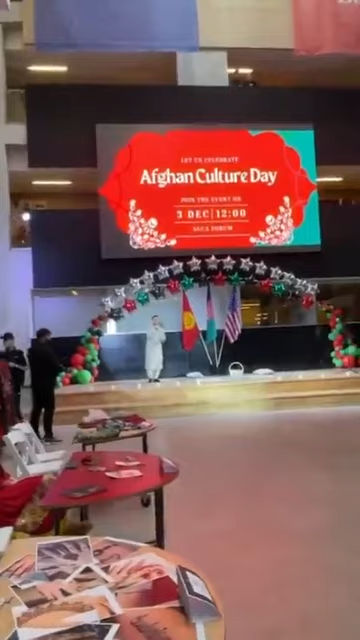 LET US CELEBRATE
Afghan Culture Day
JOIN THE EVENT ON
3 DEC | 12:00
AUCA FORUM